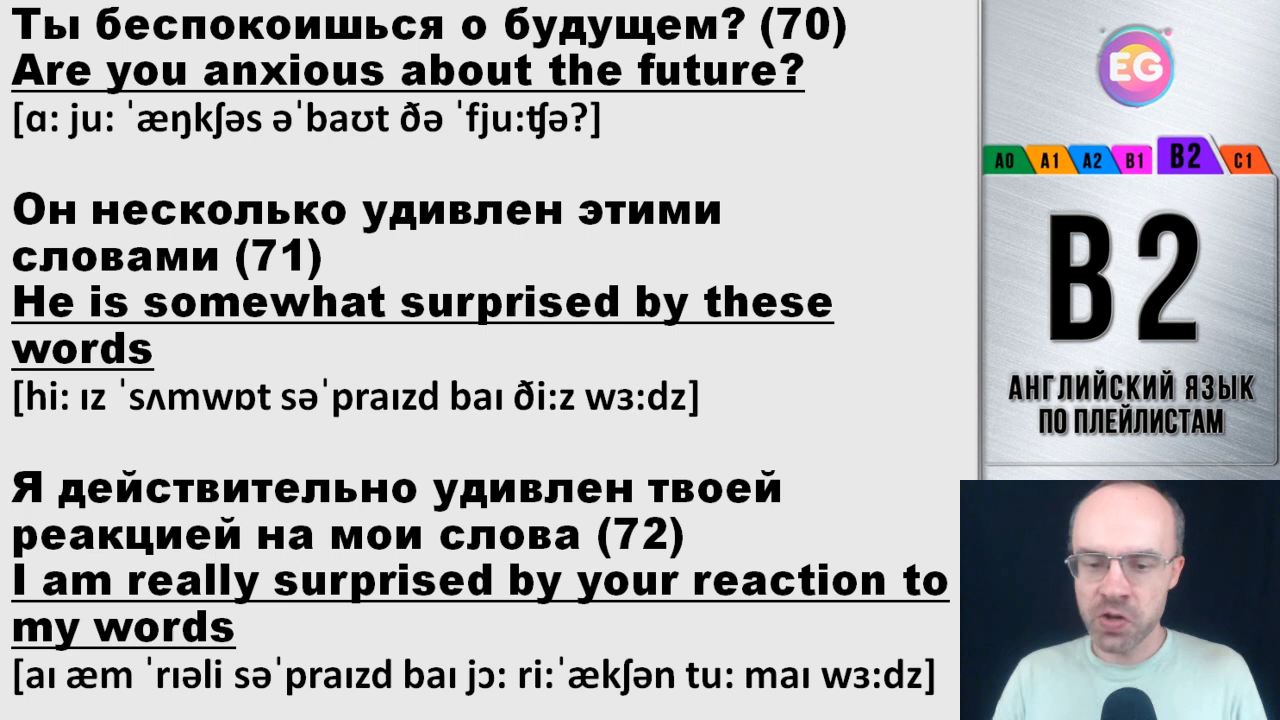 Ты беспокоишься о будущем? (70)
Are you anxious about the future?
[ɑ: ju: ˈæŋkʃəs əˈbaʊt ðə ˈfju:ʧə?]
Он несколько удивлен этими
словами (71)
He is somewhat surprised by these
words
[hi: ɪz ˈsʌmwɒt səˈpraɪzd baɪ ði:z wɜ:dz]
Я действительно удивлен твоей
реакцией на мои слова (72)
I am really surprised by your reaction to
my words
[aɪ æm ˈrɪəli səˈpraɪzd baɪ jɔ: ri:ˈækʃən tu: maɪ wɜ:dz]
EG
A0 A1 A2 B1 B2 C1
B2
АНГЛИЙСКИЙ ЯЗЫК
ПО ПЛЕЙЛИСТАМ